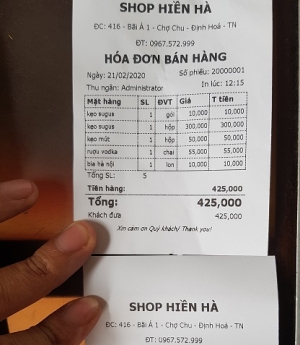 SHOP HIỀN HÀ
ĐC: 416 - Bãi Á 1 - Chợ Chu - Định Hoá - TN
ĐT: 0967.572.999
HÓA ĐƠN BÁN HÀNG
Ngày: 21/02/2020 Số phiếu: 20000001
Thu ngân: Administrator In lúc: 12:15
Mặt hàng SL ĐVT Giá T tiền
kẹo sugus 1 gói 10,000 10,000
kẹo sugus 1 hộp 300,000 300,000
kẹo mút 1 hộp 50,000 50,000
rượu vodka 1 chai 55,000 55,000
bia hà nội 1 lon 10,000 10,000
Tổng SL: 5
Tiền hàng: 425,000
Tổng: 425,000
Khách đưa 425,000
Xin cảm ơn Quý khách/ Thank you!
SHOP HIỀN HÀ
ĐC: 416 - Bãi Á 1 - Chợ Chu - Định Hoá - TN
ĐT: 0967.572.999